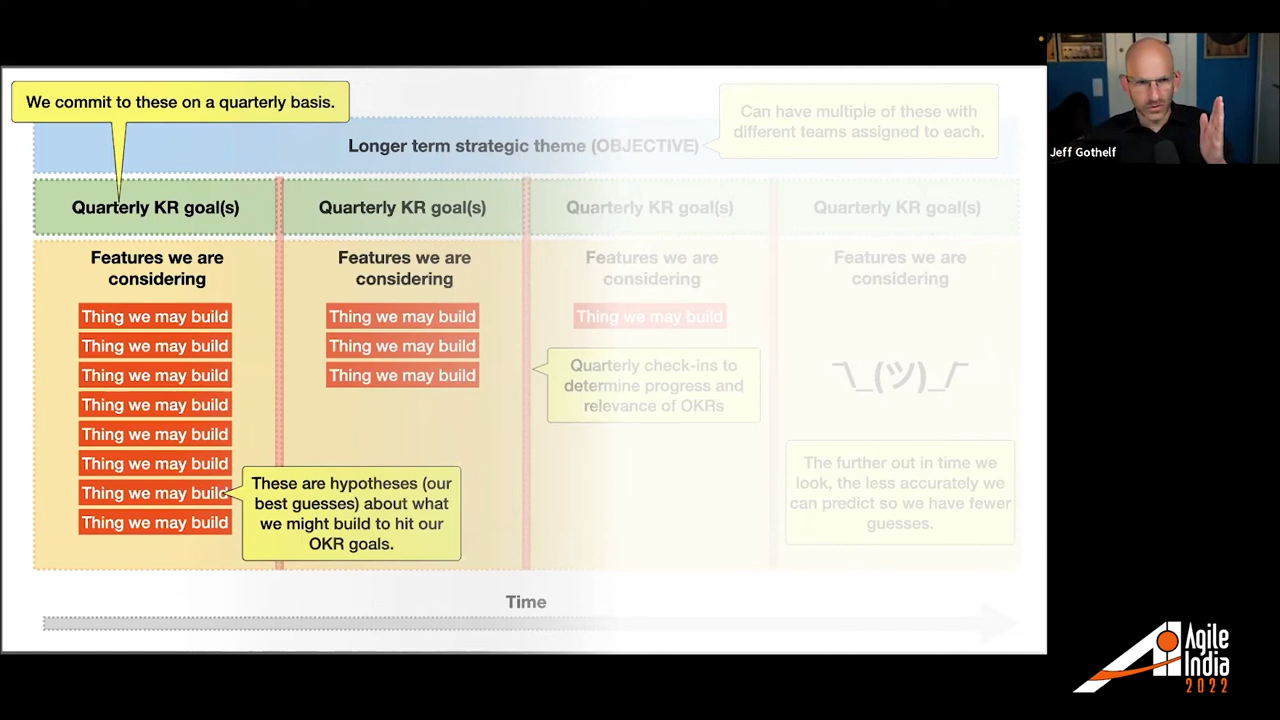 We commit to these on a quarterly basis.
Can have multiple of these with
different teams assigned to each.
Longer term strategic theme (OBJECTIVE)
Jeff Gothelf
Quarterly KR goal(s)
Quarterly KR goal(s)
Quarterly KR goal(s)
Quarterly KR goal(s)
Features we are
considering
Thing we may build
Thing we may build
Thing we may build
Thing we may build
Thing we may build
Thing we may build
Thing we may build
Thing we may build
These are hypotheses (our
best guesses) about what
we might build to hit our
OKR goals.
Features we are
considering
Thing we may build
Thing we may build
Thing we may build
Features we are
considering
Thing we may build
Quarterly check-ins to
determine progress and
relevance of OKRs
Features we are
considering
¯\_(ツ)_/¯
The further out in time we
look, the less accurately we
can predict so we have fewer
guesses.
Time
Agile
India
2022